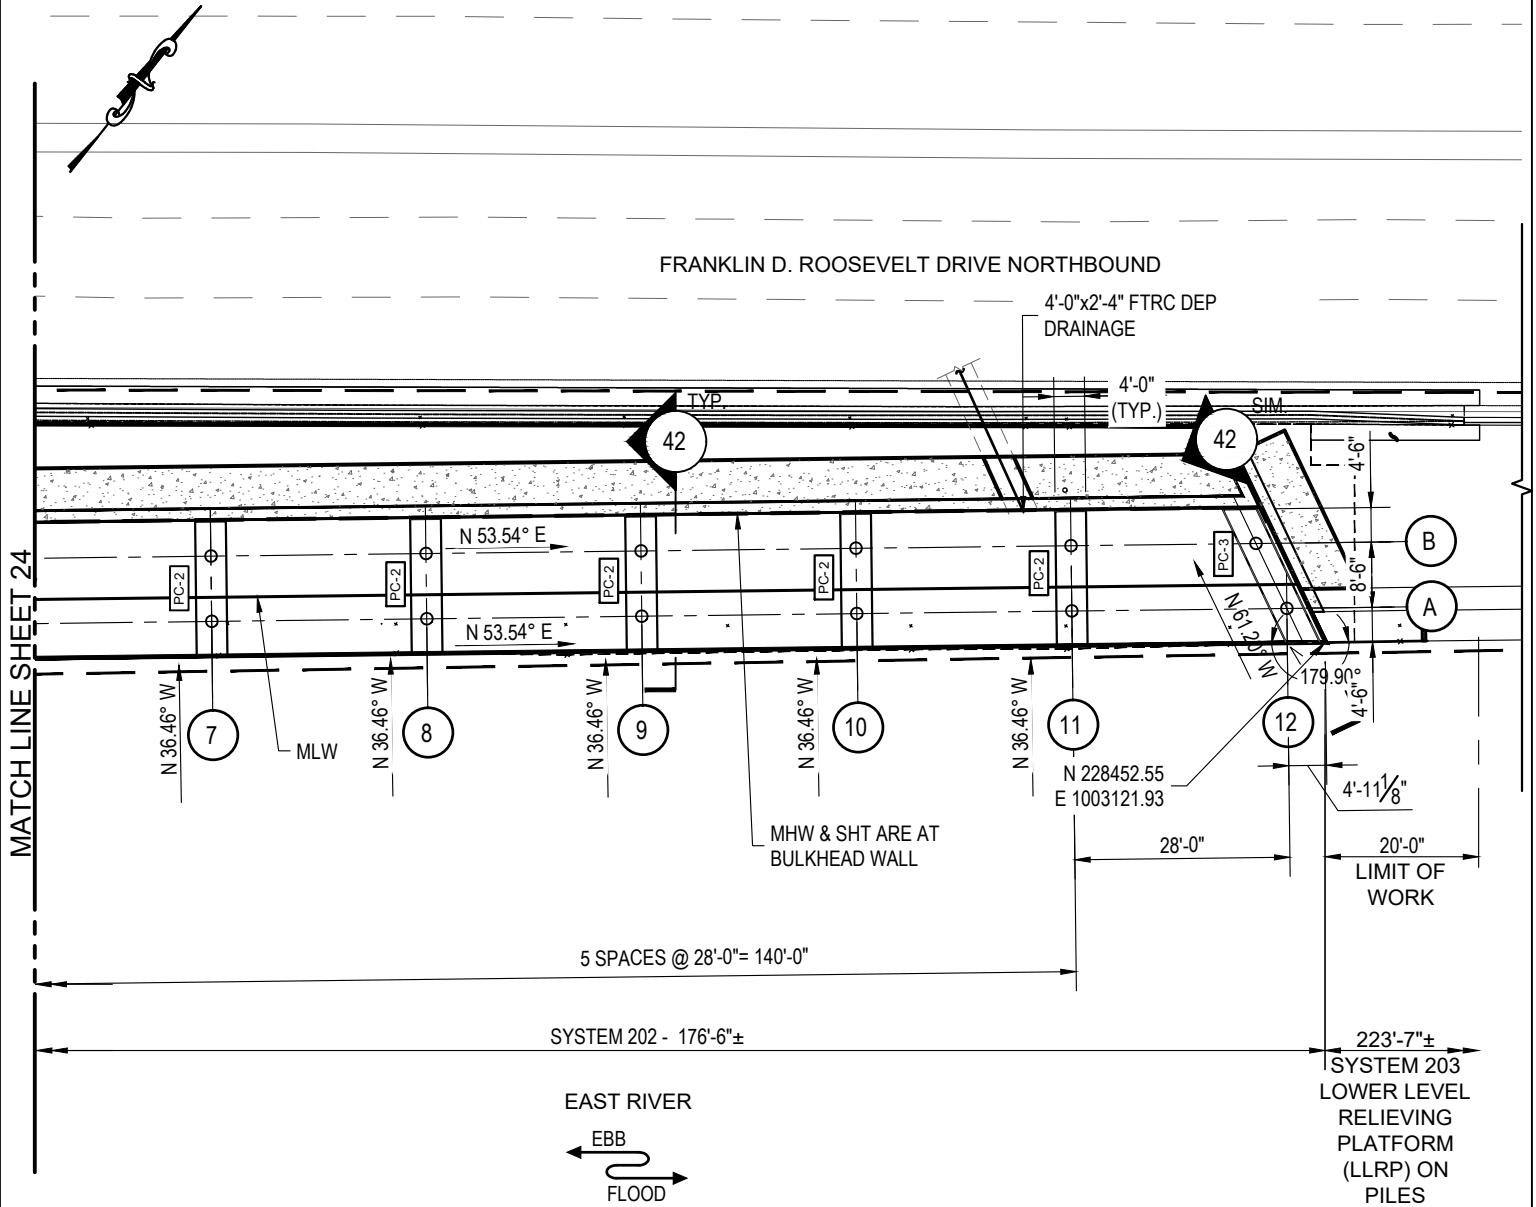 FRANKLIN D. ROOSEVELT DRIVE NORTHBOUND
4'-0"x2'-4" FTRC DEP
DRAINAGE
4'-0"
(TYP.)
TYP.
42
SIM.
42
4'-6"
8'-6"
4'-6"
B
A
N 53.54° E
N 53.54° E
PC-2
PC-2
PC-2
PC-2
PC-2
PC-3
N 61.20° W
179.90°
MATCH LINE SHEET 24
N 36.46° W
N 36.46° W
N 36.46° W
N 36.46° W
N 36.46° W
7
8
9
10
11
12
MLW
N 228452.55
E 1003121.93
4'-11 1/8"
MHW & SHT ARE AT
BULKHEAD WALL
28'-0"
20'-0"
LIMIT OF
WORK
5 SPACES @ 28'-0"= 140'-0"
SYSTEM 202 - 176'-6"±
223'-7"±
SYSTEM 203
LOWER LEVEL
RELIEVING
PLATFORM
(LLRP) ON
PILES
EAST RIVER
EBB
FLOOD